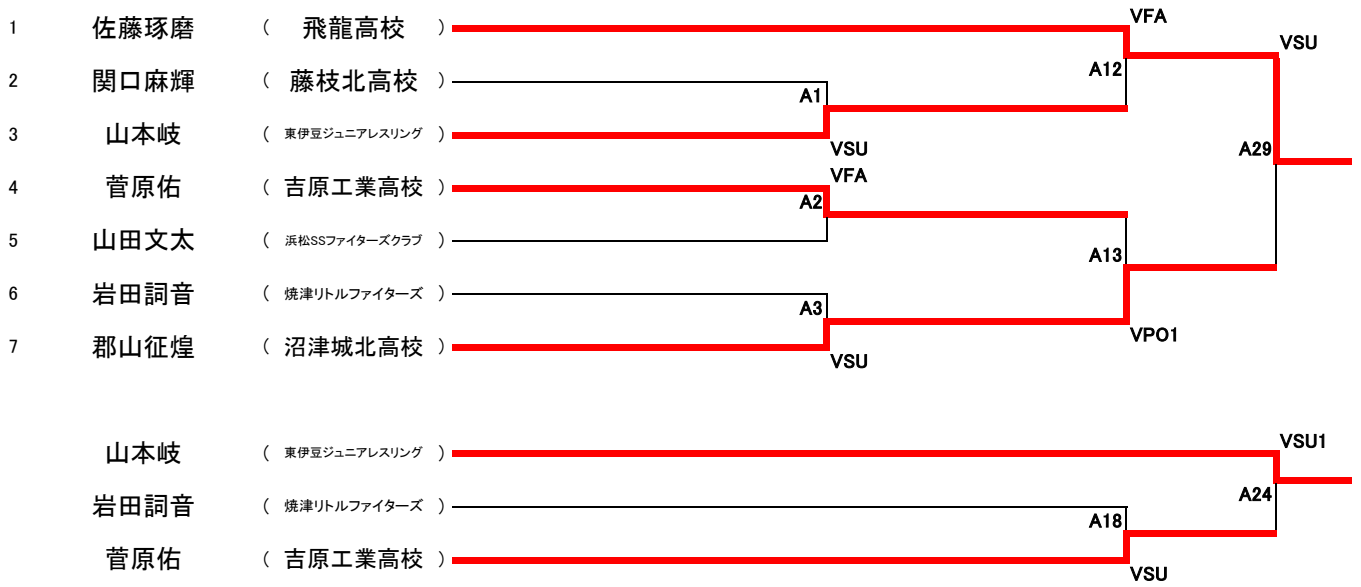 VFA
1 佐藤琢磨 ( 飛龍高校 )
VSU
A12
2 関口麻輝 ( 藤枝北高校 )
A1
3 山本岐 ( 東伊豆ジュニアレスリング )
VSU
A29
VFA
4 菅原佑 ( 吉原工業高校 )
A2
5 山田文太 ( 浜松SSファイターズクラブ )
A13
6 岩田詞音 ( 焼津リトルファイターズ )
A3
VPO1
7 郡山征煌 ( 沼津城北高校 )
VSU
VSU1
山本岐 ( 東伊豆ジュニアレスリング )
A24
岩田詞音 ( 焼津リトルファイターズ )
A18
菅原佑 ( 吉原工業高校 )
VSU